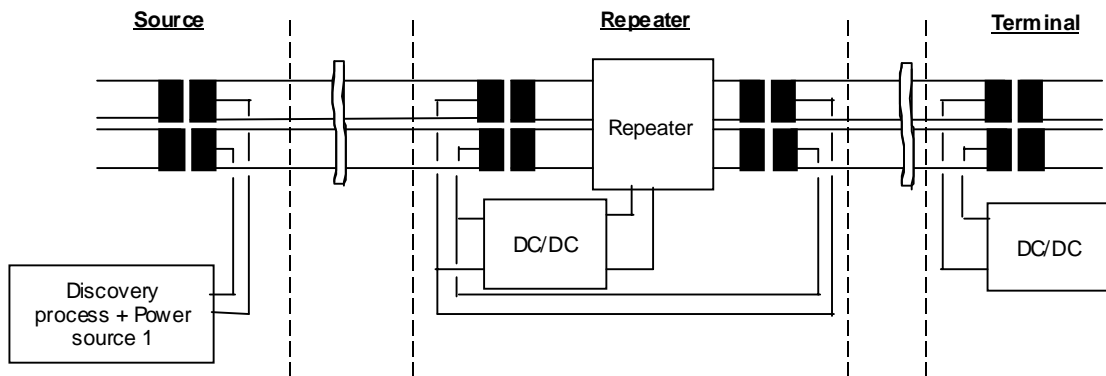 Source
Repeater
Terminal
Repeater
DC/DC
DC/DC
Discovery
process + Power
source 1